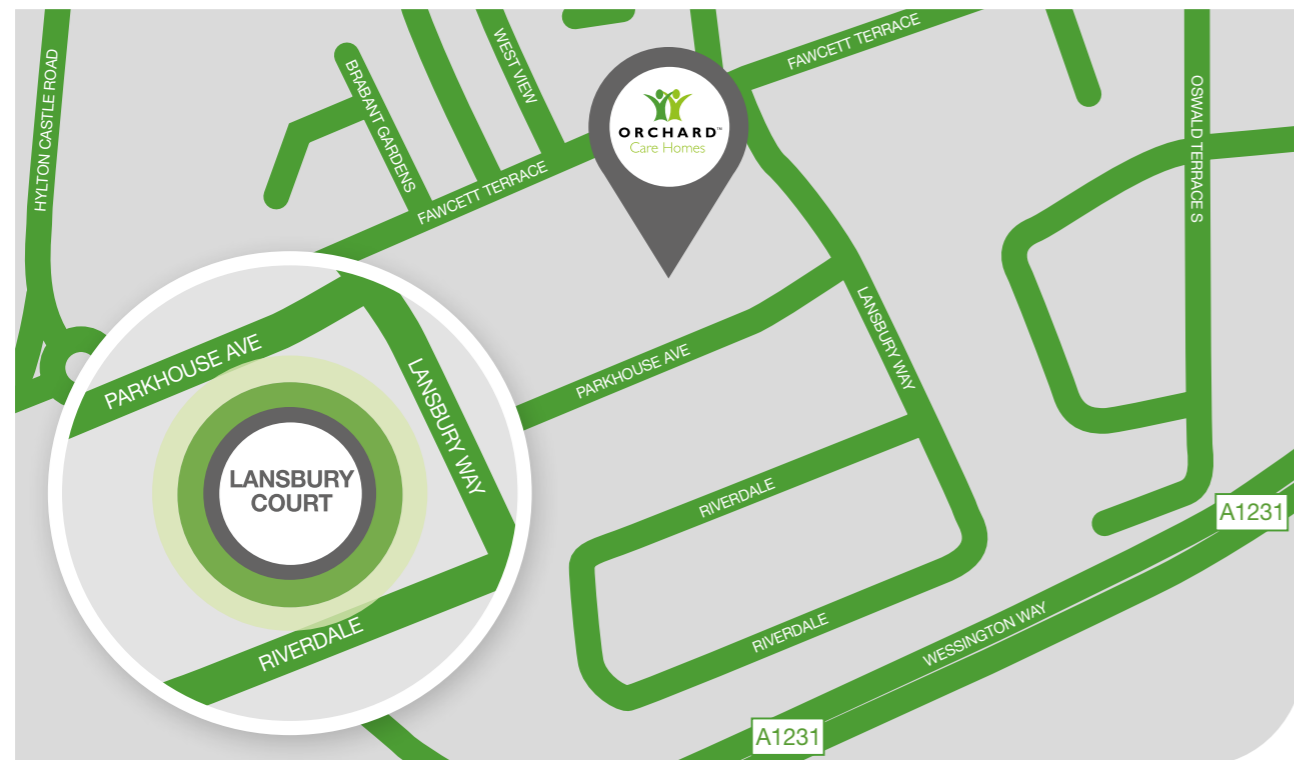 HYLTON CASTLE ROAD
BRABANT GARDENS
WEST VIEW
FAWCETT TERRACE
ORCHARD™
Care Homes
FAWCETT TERRACE
OSWALD TERRACE S
PARKHOUSE AVE
LANSBURY WAY
PARKHOUSE AVE
LANSBURY WAY
LANSBURY
COURT
RIVERDALE
A1231
RIVERDALE
RIVERDALE
WESSINGTON WAY
A1231